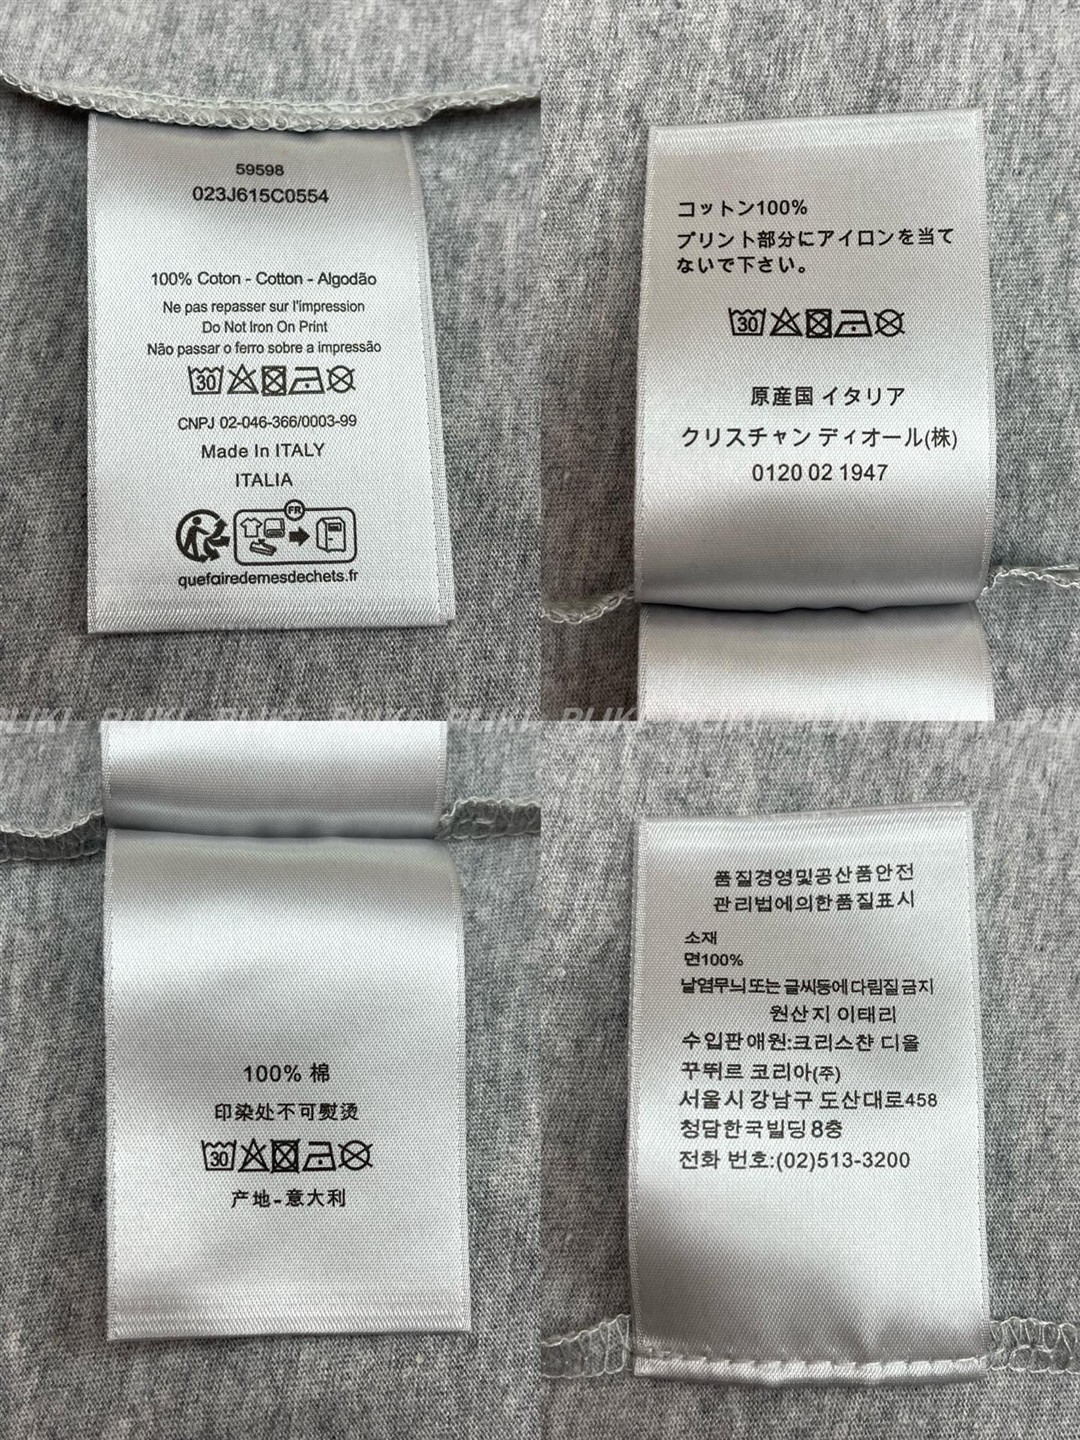 59598
023J615C0554
100% Coton - Cotton - Algodão
Ne pas repasser sur l'impression
Do Not Iron On Print
Não passar o ferro sobre a impressão
30
CNPJ 02-046-366/0003-99
Made In ITALY
ITALIA
FR
quefairedemesdechets.fr
コットン100%
プリント部分にアイロンを当て
ないで下さい。
30
原産国 イタリア
クリスチャン ディオール(株)
0120 02 1947
100% 棉
印染处不可熨烫
30
产地-意大利
품질경영및공산품안전
관리법에의한품질표시
소재
면100%
날염무늬또는글씨등에다림질금지
원산지 이태리
수입판애원:크리스챤 디올
꾸뛰르 코리아(주)
서울시강남구 도산대로458
청담한국빌딩8층
전화 번호:(02)513-3200